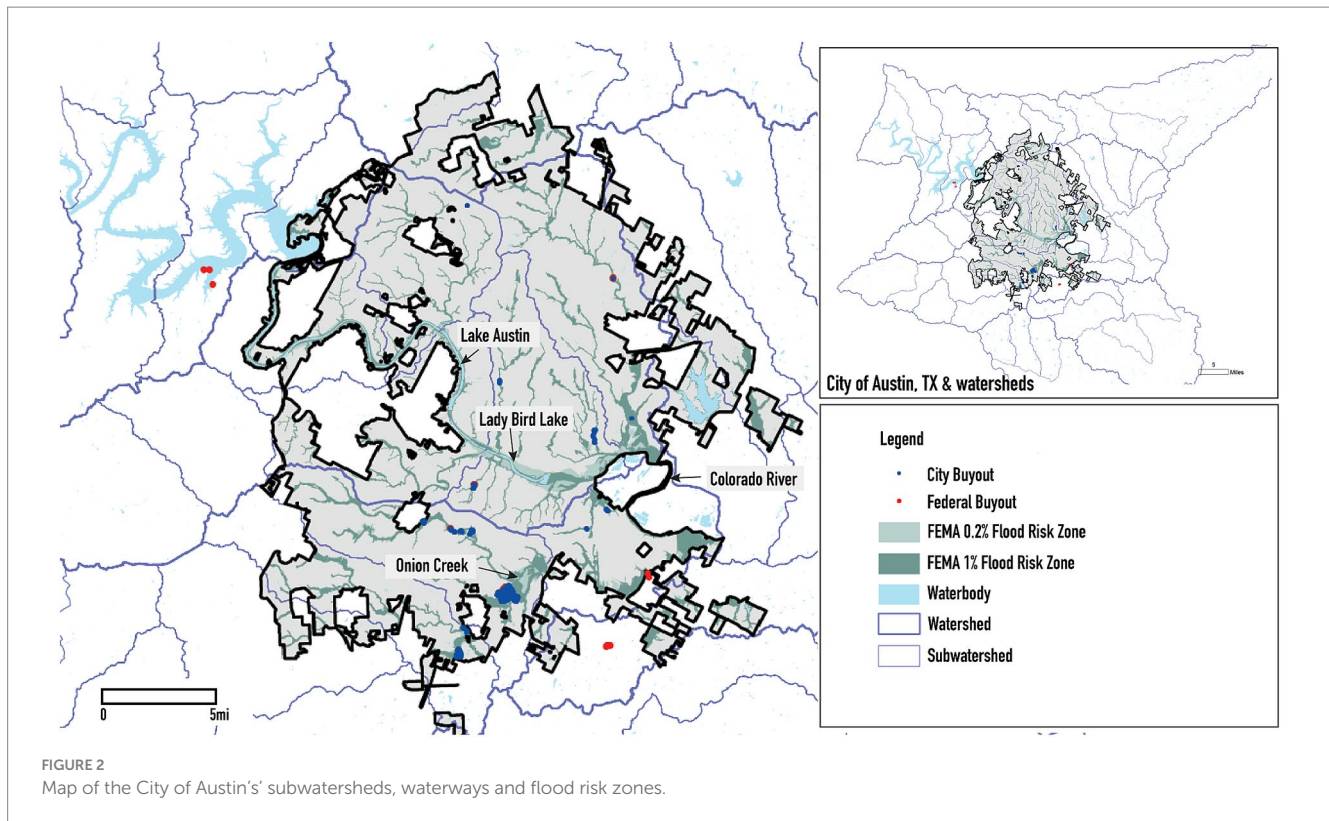 Lake Austin
Lady Bird Lake
Colorado River
Onion Creek
0 5mi
5
Miles
City of Austin, TX & watersheds
Legend
City Buyout
Federal Buyout
FEMA 0.2% Flood Risk Zone
FEMA 1% Flood Risk Zone
Waterbody
Watershed
Subwatershed
FIGURE 2
Map of the City of Austin's' subwatersheds, waterways and flood risk zones.